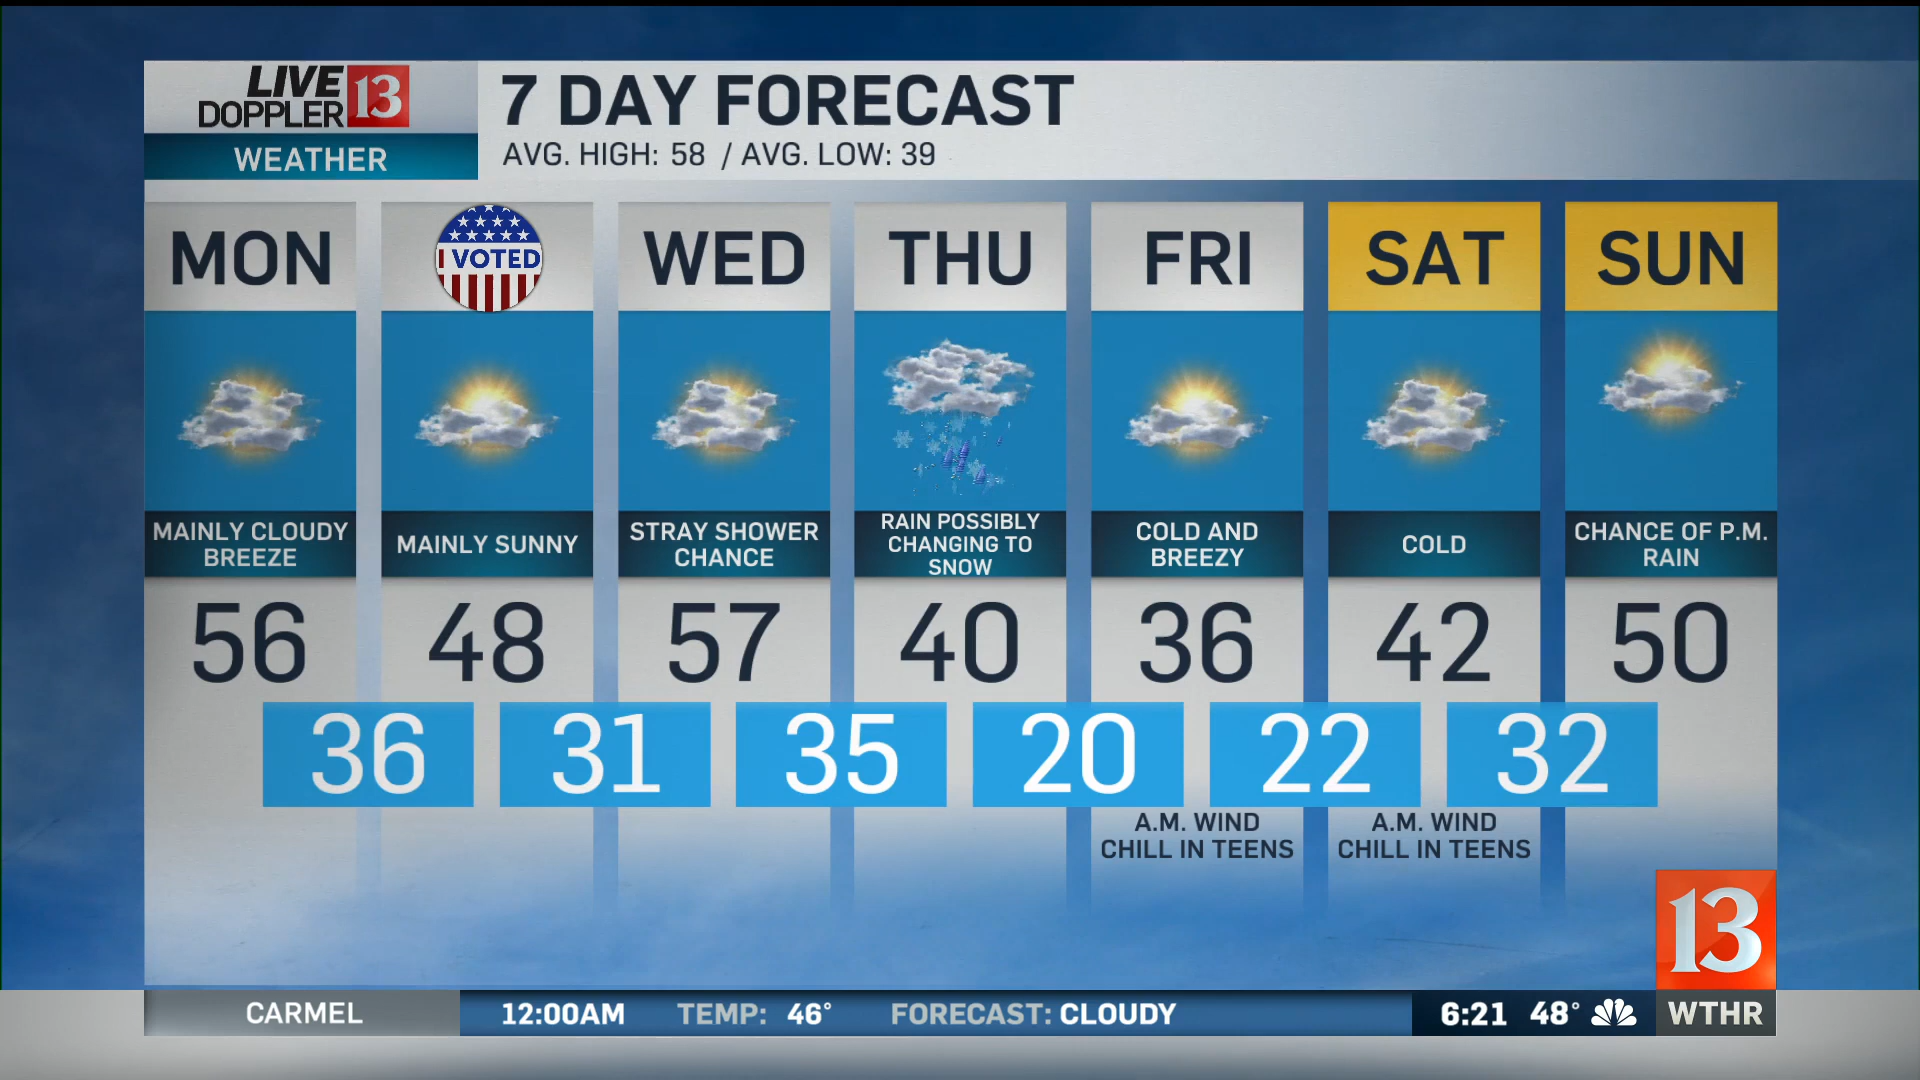 LIVE
DOPPLER 13
WEATHER
7 DAY FORECAST
AVG. HIGH: 58 / AVG. LOW: 39
MON
I VOTED
WED
THU
FRI
SAT
SUN
MAINLY CLOUDY
BREEZE
MAINLY SUNNY
STRAY SHOWER
CHANCE
RAIN POSSIBLY
CHANGING TO
SNOW
COLD AND
BREEZY
COLD
CHANCE OF P.M.
RAIN
56
48
57
40
36
42
50
36
31
35
20
22
32
A.M. WIND
CHILL IN TEENS
A.M. WIND
CHILL IN TEENS
13
CARMEL
12:00AM TEMP: 46° FORECAST: CLOUDY
6:21 48°
WTHR